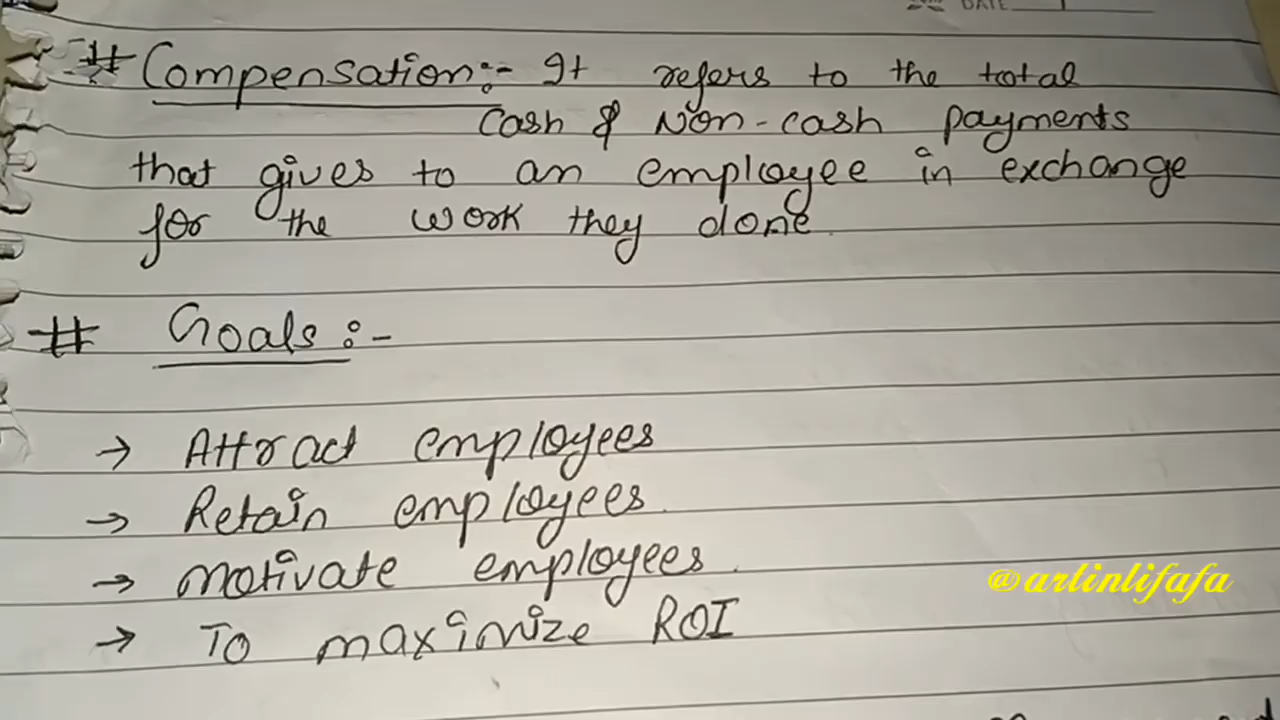 DATE
# Compensation:- It refers to the total
Cash & Non-cash payments
that gives to an employee in exchange
for the work they done.
# Goals:-
→ Attract employees
→ Retain employees.
→ Motivate employees.
→ To maximize ROI
@artinlifafa